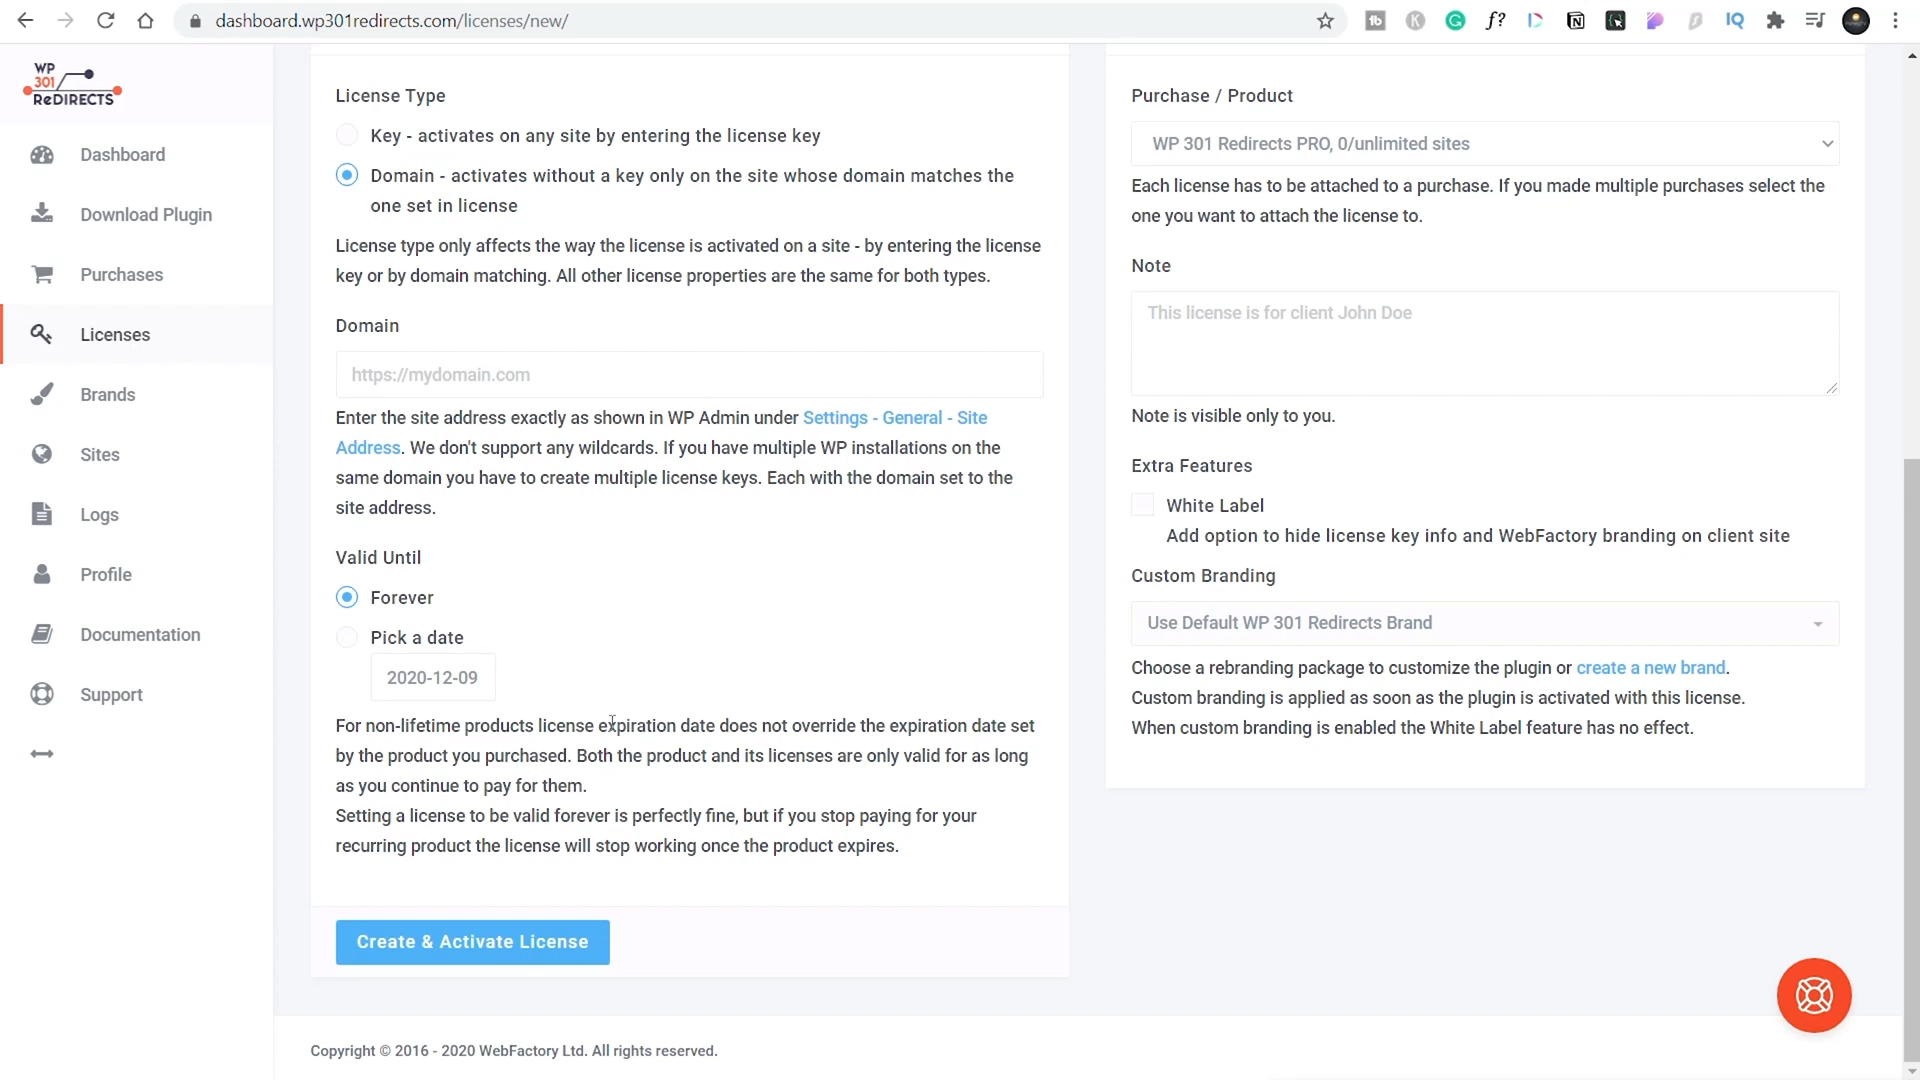 dashboard.wp301redirects.com/licenses/new/
WP
301
ReDIRECTS
Dashboard
Download Plugin
Purchases
Licenses
Brands
Sites
Logs
Profile
Documentation
Support
License Type
Key - activates on any site by entering the license key
Domain - activates without a key only on the site whose domain matches the
one set in license
License type only affects the way the license is activated on a site - by entering the license
key or by domain matching. All other license properties are the same for both types.
Domain
https://mydomain.com
Enter the site address exactly as shown in WP Admin under Settings - General - Site
Address. We don't support any wildcards. If you have multiple WP installations on the
same domain you have to create multiple license keys. Each with the domain set to the
site address.
Valid Until
Forever
Pick a date
2020-12-09
For non-lifetime products license expiration date does not override the expiration date set
by the product you purchased. Both the product and its licenses are only valid for as long
as you continue to pay for them.
Setting a license to be valid forever is perfectly fine, but if you stop paying for your
recurring product the license will stop working once the product expires.
Create & Activate License
Purchase / Product
WP 301 Redirects PRO, 0/unlimited sites
Each license has to be attached to a purchase. If you made multiple purchases select the
one you want to attach the license to.
Note
This license is for client John Doe
Note is visible only to you.
Extra Features
White Label
Add option to hide license key info and WebFactory branding on client site
Custom Branding
Use Default WP 301 Redirects Brand
Choose a rebranding package to customize the plugin or create a new brand.
Custom branding is applied as soon as the plugin is activated with this license.
When custom branding is enabled the White Label feature has no effect.
Copyright © 2016 - 2020 WebFactory Ltd. All rights reserved.